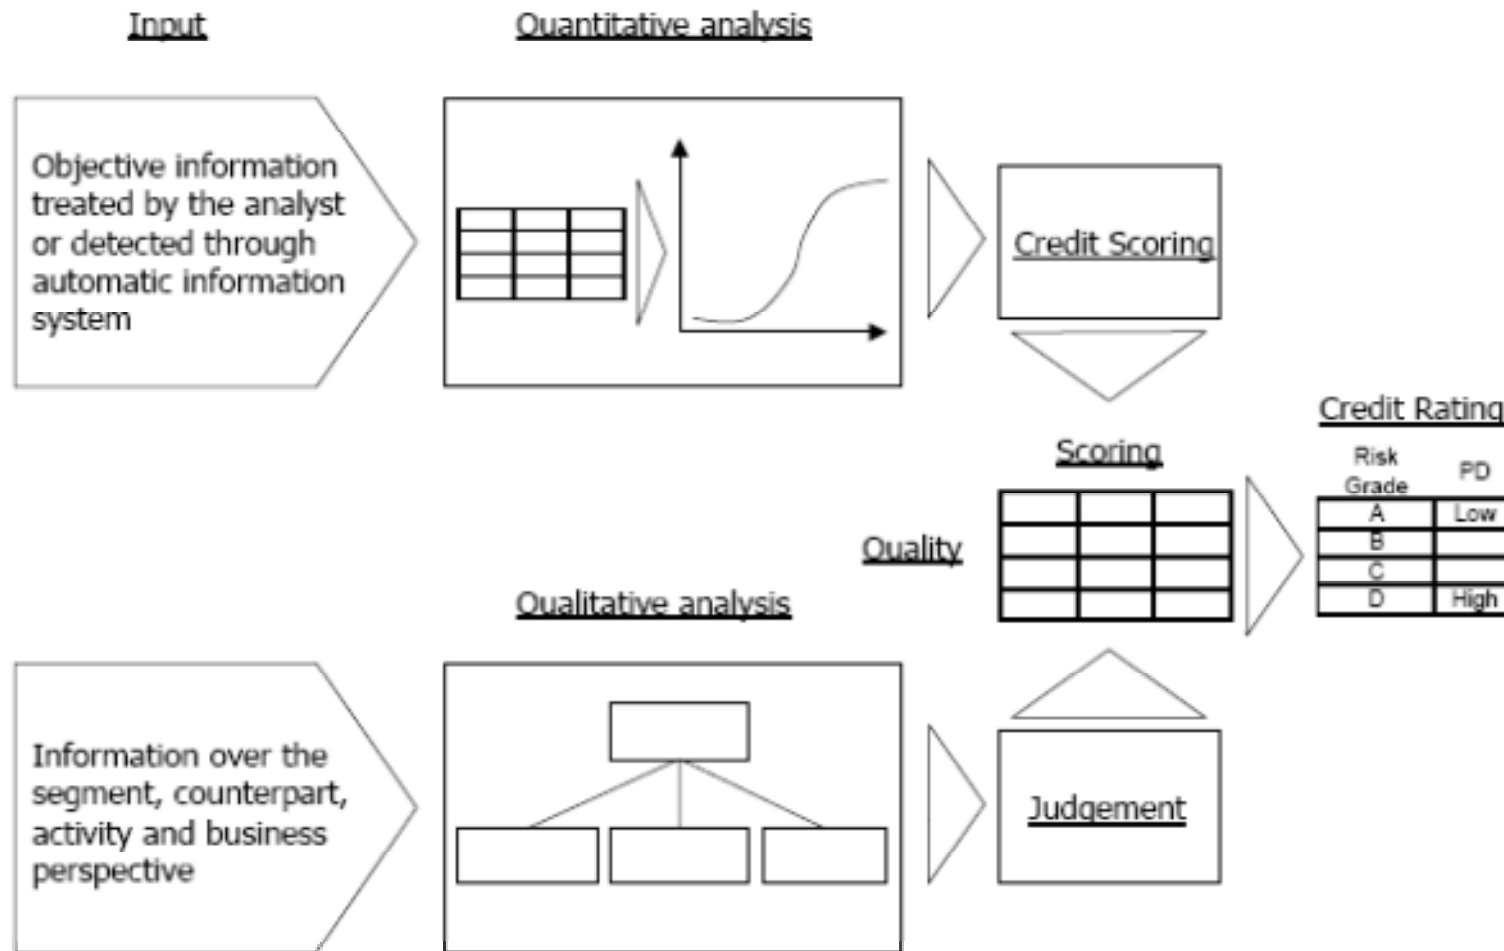 Input
Quantitative analysis
Objective information
treated by the analyst
or detected through
automatic information
system
Credit Scoring
Credit Rating
Scoring
Risk
Grade
PD
A
Low
B
C
D
High
Quality
Qualitative analysis
Information over the
segment, counterpart,
activity and business
perspective
Judgement